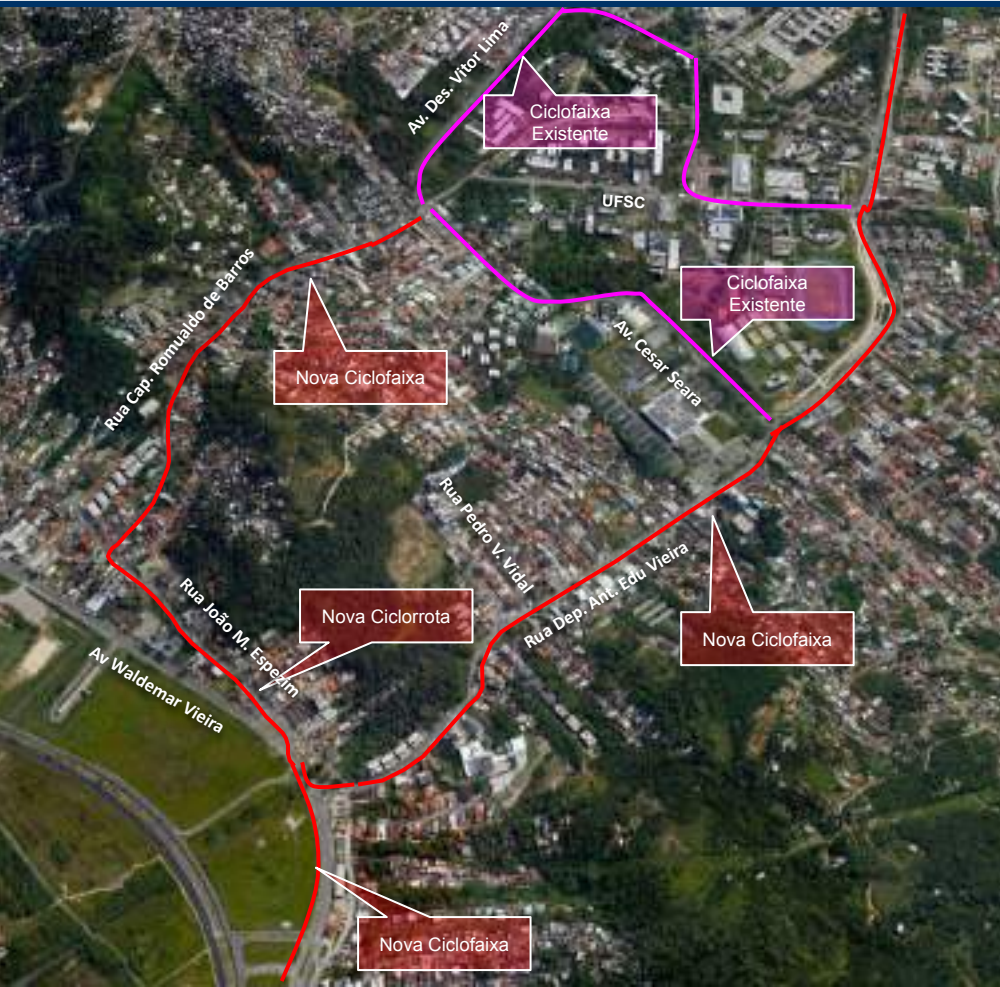 Av. Des. Vitor Lima
Ciclofaixa
Existente
UFSC
Ciclofaixa
Existente
Rua Cap. Romualdo de Barros
Nova Ciclofaixa
Av. Cesar Seara
Rua Pedro V. Vidal
Rua Dep. Ant. Edu Vieira
Nova Ciclofaixa
Rua João M. Espezim
Nova Ciclorrota
Av Waldemar Vieira
Nova Ciclofaixa